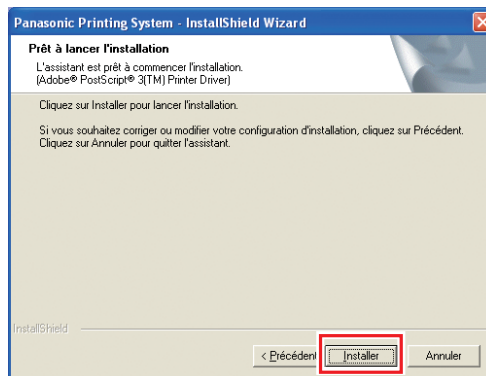 Panasonic Printing System - InstallShield Wizard
Prêt à lancer l'installation
L'assistant est prêt à commencer l'installation.
(Adobe® PostScript® 3(TM) Printer Driver)
Cliquez sur Installer pour lancer l'installation.
Si vous souhaitez corriger ou modifier votre configuration d'installation, cliquez sur Précédent.
Cliquez sur Annuler pour quitter l'assistant.
InstallShield
< Précédent Installer Annuler